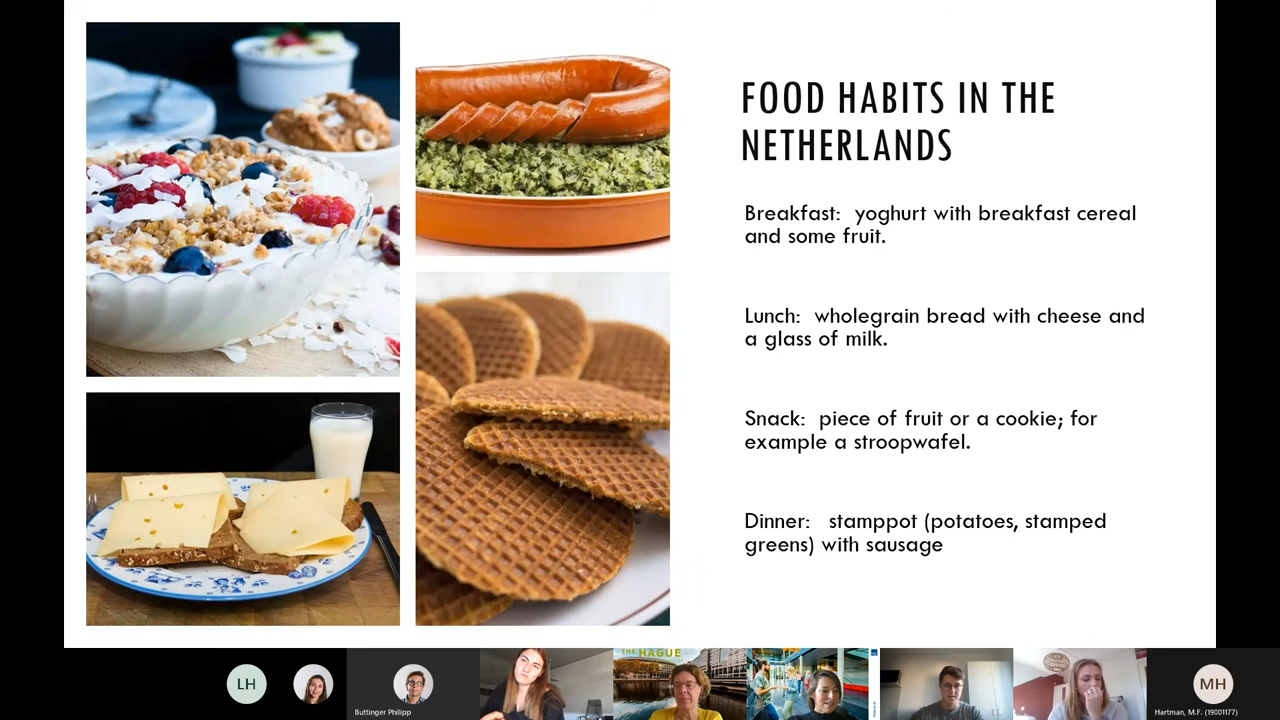 FOOD HABITS IN THE
NETHERLANDS
Breakfast: yoghurt with breakfast cereal
and some fruit.
Lunch: wholegrain bread with cheese and
a glass of milk.
Snack: piece of fruit or a cookie; for
example a stroopwafel.
Dinner: stamppot (potatoes, stamped
greens) with sausage
LH
Buttinger Philipp
THE HAGUE
MH
Hartman, M.F. (19001177)